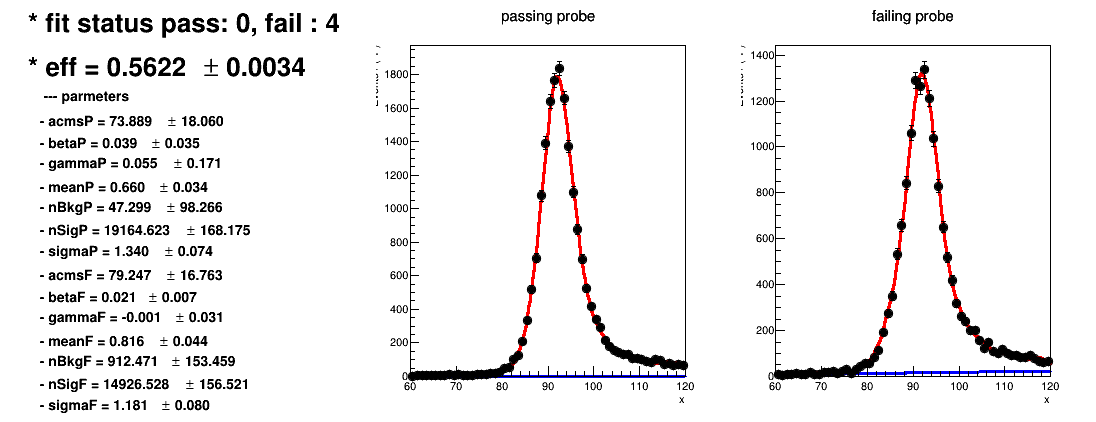 * fit status pass: 0, fail : 4
* eff = 0.5622 ± 0.0034
--- parmeters
- acmsP = 73.889 ± 18.060
- betaP = 0.039 ± 0.035
- gammaP = 0.055 ± 0.171
- meanP = 0.660 ± 0.034
- nBkgP = 47.299 ± 98.266
- nSigP = 19164.623 ± 168.175
- sigmaP = 1.340 ± 0.074
- acmsF = 79.247 ± 16.763
- betaF = 0.021 ± 0.007
- gammaF = -0.001 ± 0.031
- meanF = 0.816 ± 0.044
- nBkgF = 912.471 ± 153.459
- nSigF = 14926.528 ± 156.521
- sigmaF = 1.181 ± 0.080
passing probe
1800
1600
1400
1200
1000
800
600
400
200
0
60 70 80 90 100 110 120
x
failing probe
1400
1200
1000
800
600
400
200
0
60 70 80 90 100 110 120
x